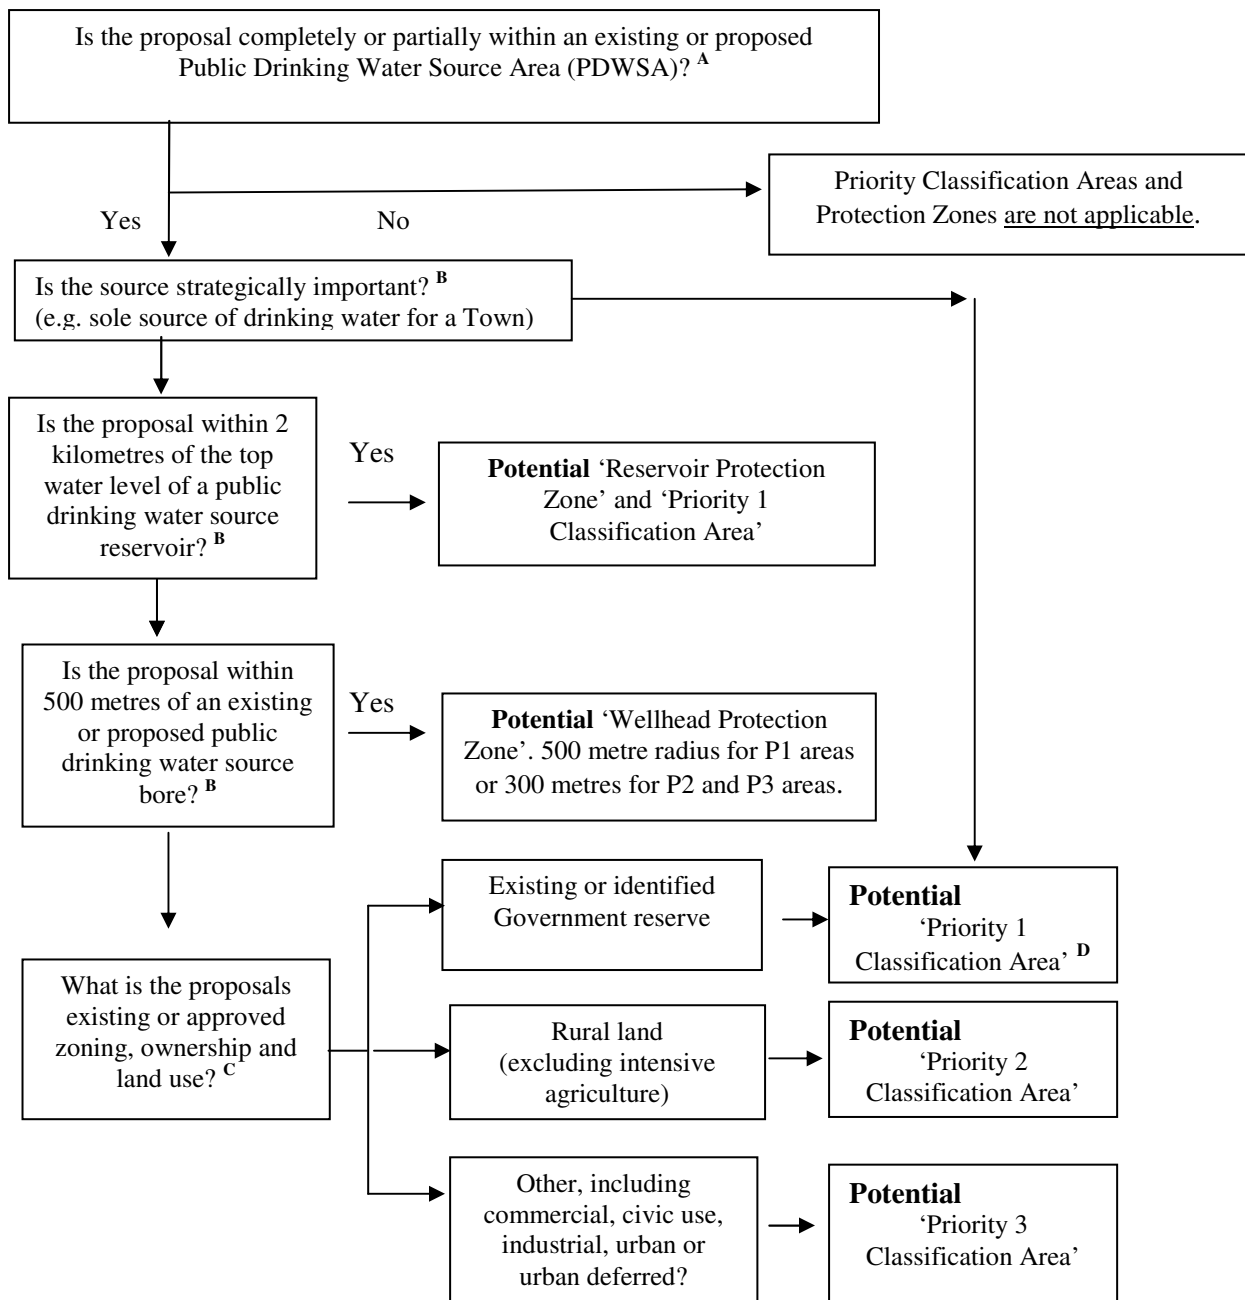 Is the proposal completely or partially within an existing or proposed
Public Drinking Water Source Area (PDWSA)? A
Priority Classification Areas and
Protection Zones are not applicable.
Yes
No
Is the source strategically important? B
(e.g. sole source of drinking water for a Town)
Is the proposal within 2
kilometres of the top
water level of a public
drinking water source
reservoir? B
Yes
Potential ‘Reservoir Protection
Zone’ and ‘Priority 1
Classification Area’
Is the proposal within
500 metres of an existing
or proposed public
drinking water source
bore? B
Yes
Potential ‘Wellhead Protection
Zone’. 500 metre radius for P1 areas
or 300 metres for P2 and P3 areas.
What is the proposals
existing or approved
zoning, ownership and
land use? C
Existing or identified
Government reserve
Potential
‘Priority 1
Classification Area’ D
Rural land
(excluding intensive
agriculture)
Potential
‘Priority 2
Classification Area’
Other, including
commercial, civic use,
industrial, urban or
urban deferred?
Potential
‘Priority 3
Classification Area’